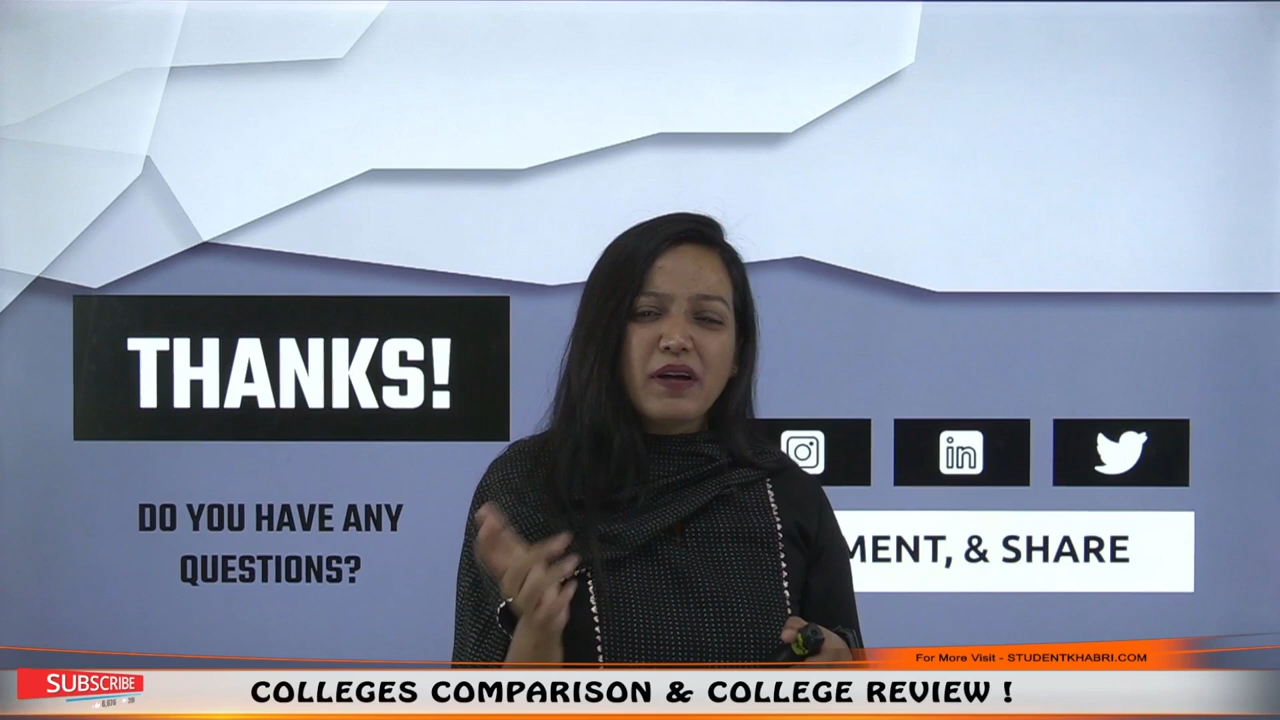 THANKS!
DO YOU HAVE ANY
QUESTIONS?
in
MENT, & SHARE
For More Visit - STUDENTKHABRI.COM
SUBSCRIBE
COLLEGES COMPARISON & COLLEGE REVIEW !